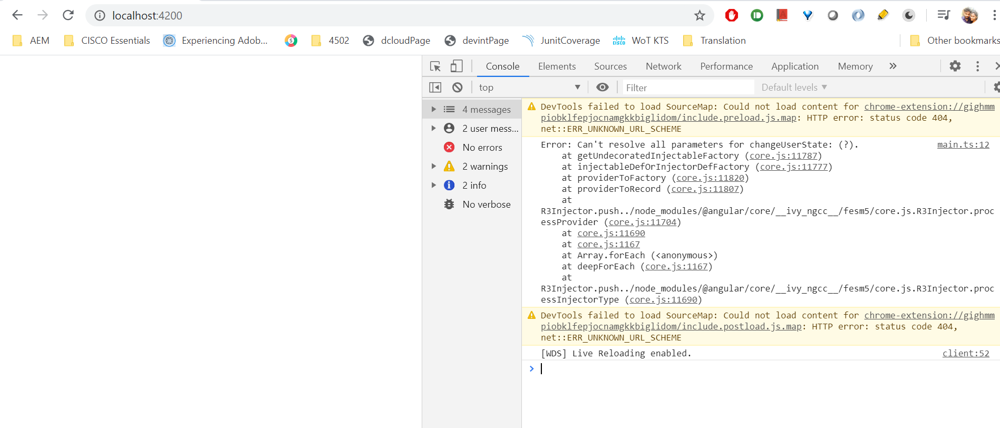 localhost:4200
AEM CISCO Essentials Experiencing Adob... 4502 dcloudPage devintPage JunitCoverage WoT KTS Translation Other bookmarks
Console Elements Sources Network Performance Application Memory
top Filter Default levels
4 messages
2 user mess...
No errors
2 warnings
2 info
No verbose
DevTools failed to load SourceMap: Could not load content for chrome-extension://gighmm
piobklfepjocnamgkkbiglidom/include.preload.js.map: HTTP error: status code 404,
net::ERR_UNKNOWN_URL_SCHEME
Error: Can't resolve all parameters for changeUserState: (?). main.ts:12
at getUndecoratedInjectableFactory (core.js:11787)
at injectableDefOrInjectorDefFactory (core.js:11777)
at providerToFactory (core.js:11820)
at providerToRecord (core.js:11807)
at
R3Injector.push../node_modules/@angular/core/__ivy_ngcc__/fesm5/core.js.R3Injector.proc
essProvider (core.js:11704)
at core.js:11690
at core.js:1167
at Array.forEach (<anonymous>)
at deepForEach (core.js:1167)
at
R3Injector.push../node_modules/@angular/core/__ivy_ngcc__/fesm5/core.js.R3Injector.proc
essInjectorType (core.js:11690)
DevTools failed to load SourceMap: Could not load content for chrome-extension://gighmm
piobklfepjocnamgkkbiglidom/include.postload.js.map: HTTP error: status code 404,
net::ERR_UNKNOWN_URL_SCHEME
[WDS] Live Reloading enabled. client:52